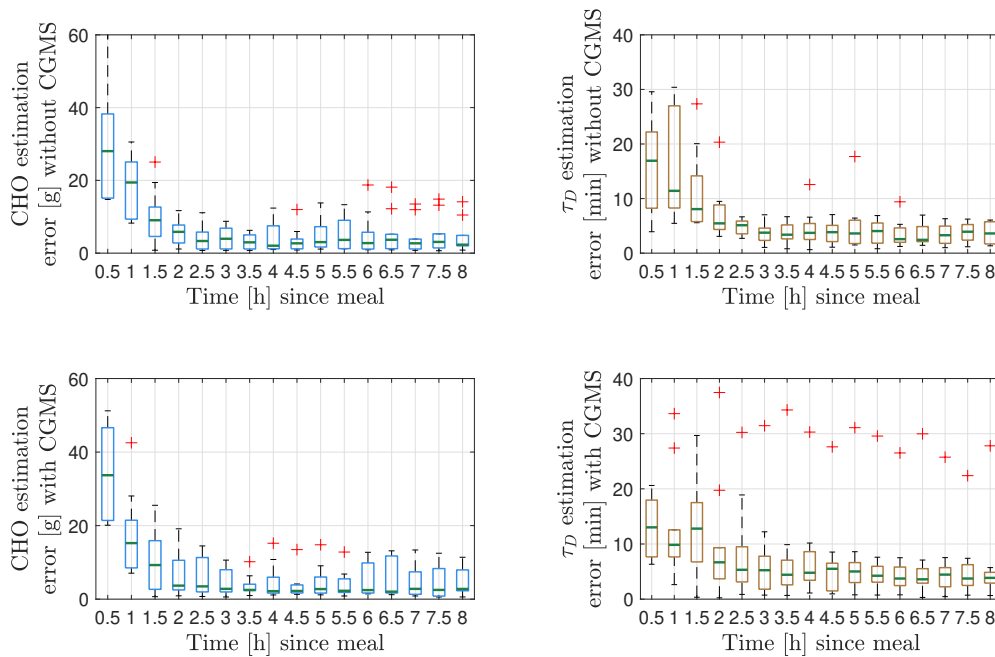 CHO estimation
error [g] without CGMS
60
40
20
0
0.5 1 1.5 2 2.5 3 3.5 4 4.5 5 5.5 6 6.5 7 7.5 8
Time [h] since meal
τD estimation
error [min] without CGMS
40
30
20
10
0
0.5 1 1.5 2 2.5 3 3.5 4 4.5 5 5.5 6 6.5 7 7.5 8
Time [h] since meal
CHO estimation
error [g] with CGMS
60
40
20
0
0.5 1 1.5 2 2.5 3 3.5 4 4.5 5 5.5 6 6.5 7 7.5 8
Time [h] since meal
τD estimation
error [min] with CGMS
40
30
20
10
0
0.5 1 1.5 2 2.5 3 3.5 4 4.5 5 5.5 6 6.5 7 7.5 8
Time [h] since meal